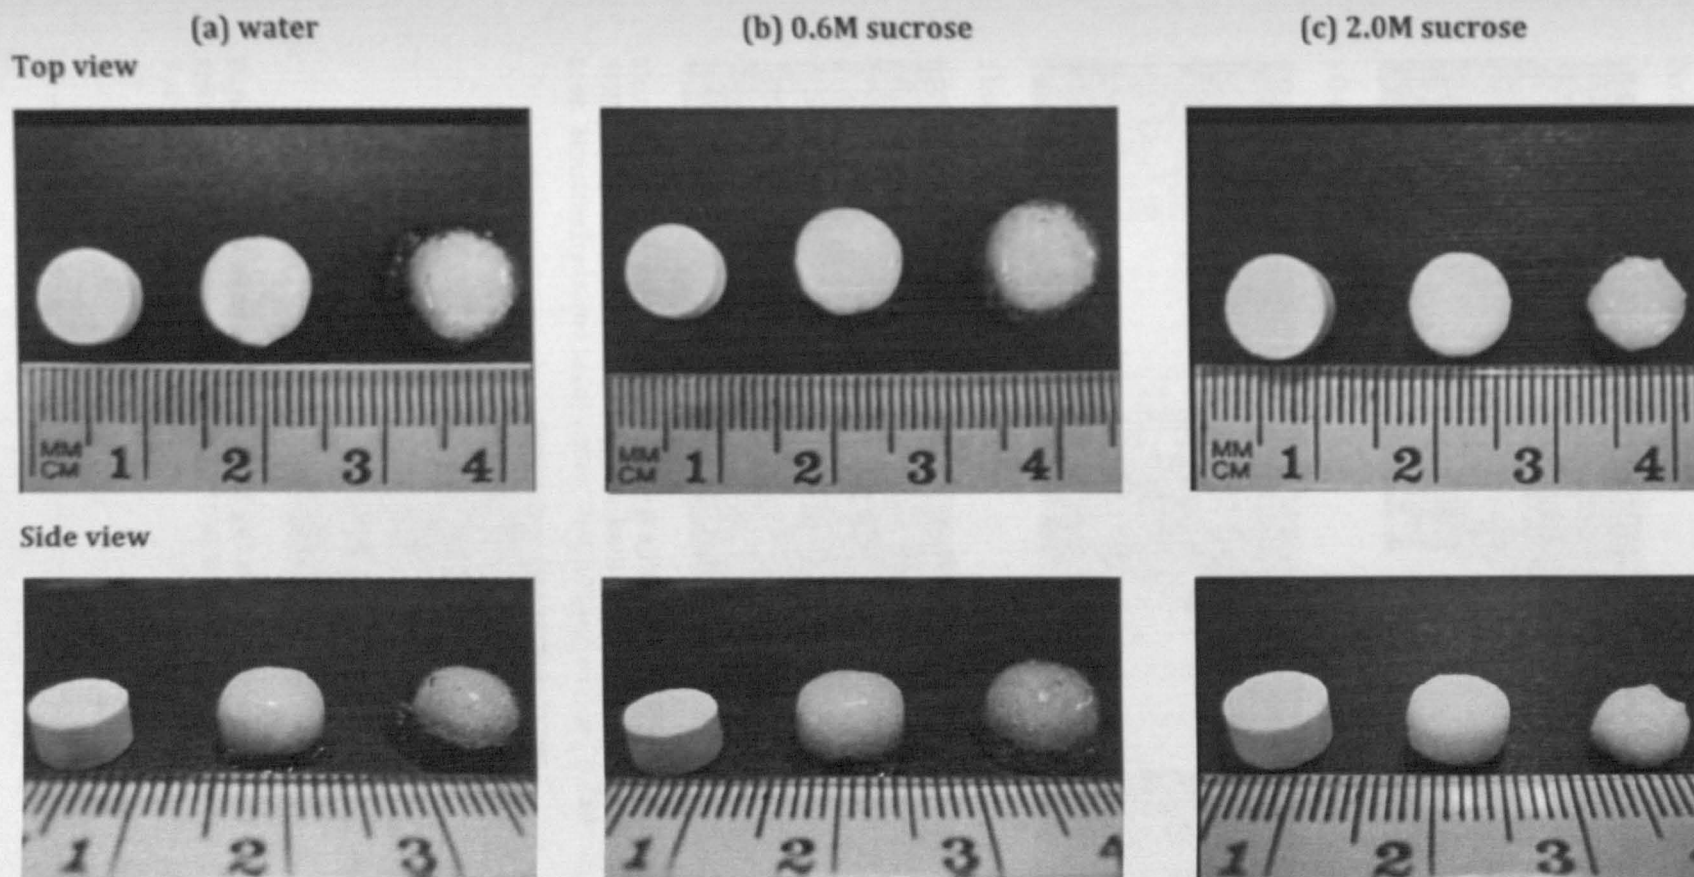 (a) water (b) 0.6M sucrose (c) 2.0M sucrose
Top view
MM
CM 1 2 3 4
MM
CM 1 2 3 4
MM
CM 1 2 3 4
Side view
1 2 3
1 2 3 4
1 2 3